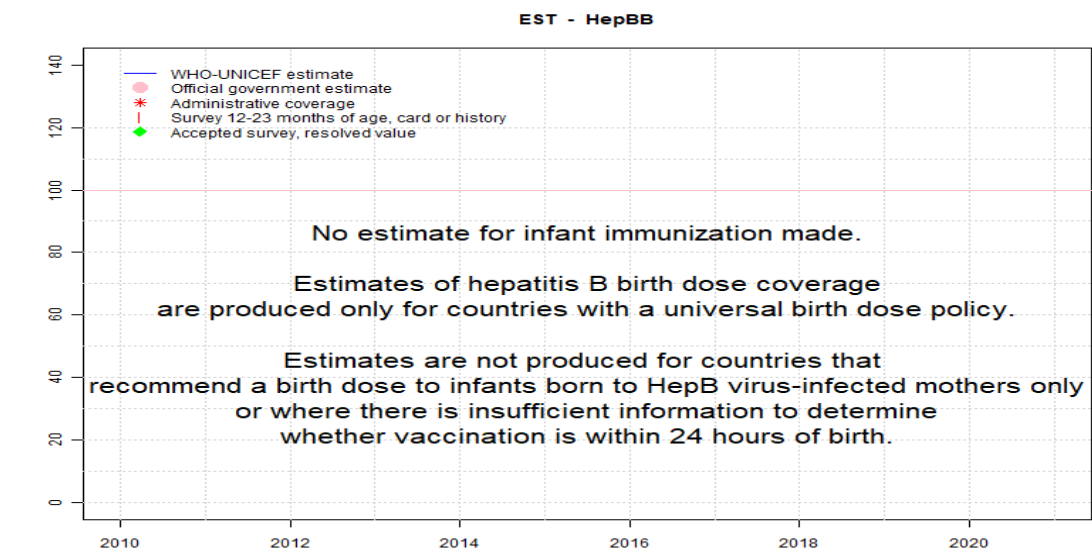 EST - HepBB
WHO-UNICEF estimate
Official government estimate
Administrative coverage
Survey 12-23 months of age, card or history
Accepted survey, resolved value
140
120
100
80
60
40
20
0
No estimate for infant immunization made.
Estimates of hepatitis B birth dose coverage
are produced only for countries with a universal birth dose policy.
Estimates are not produced for countries that
recommend a birth dose to infants born to HepB virus-infected mothers only
or where there is insufficient information to determine
whether vaccination is within 24 hours of birth.
2010 2012 2014 2016 2018 2020